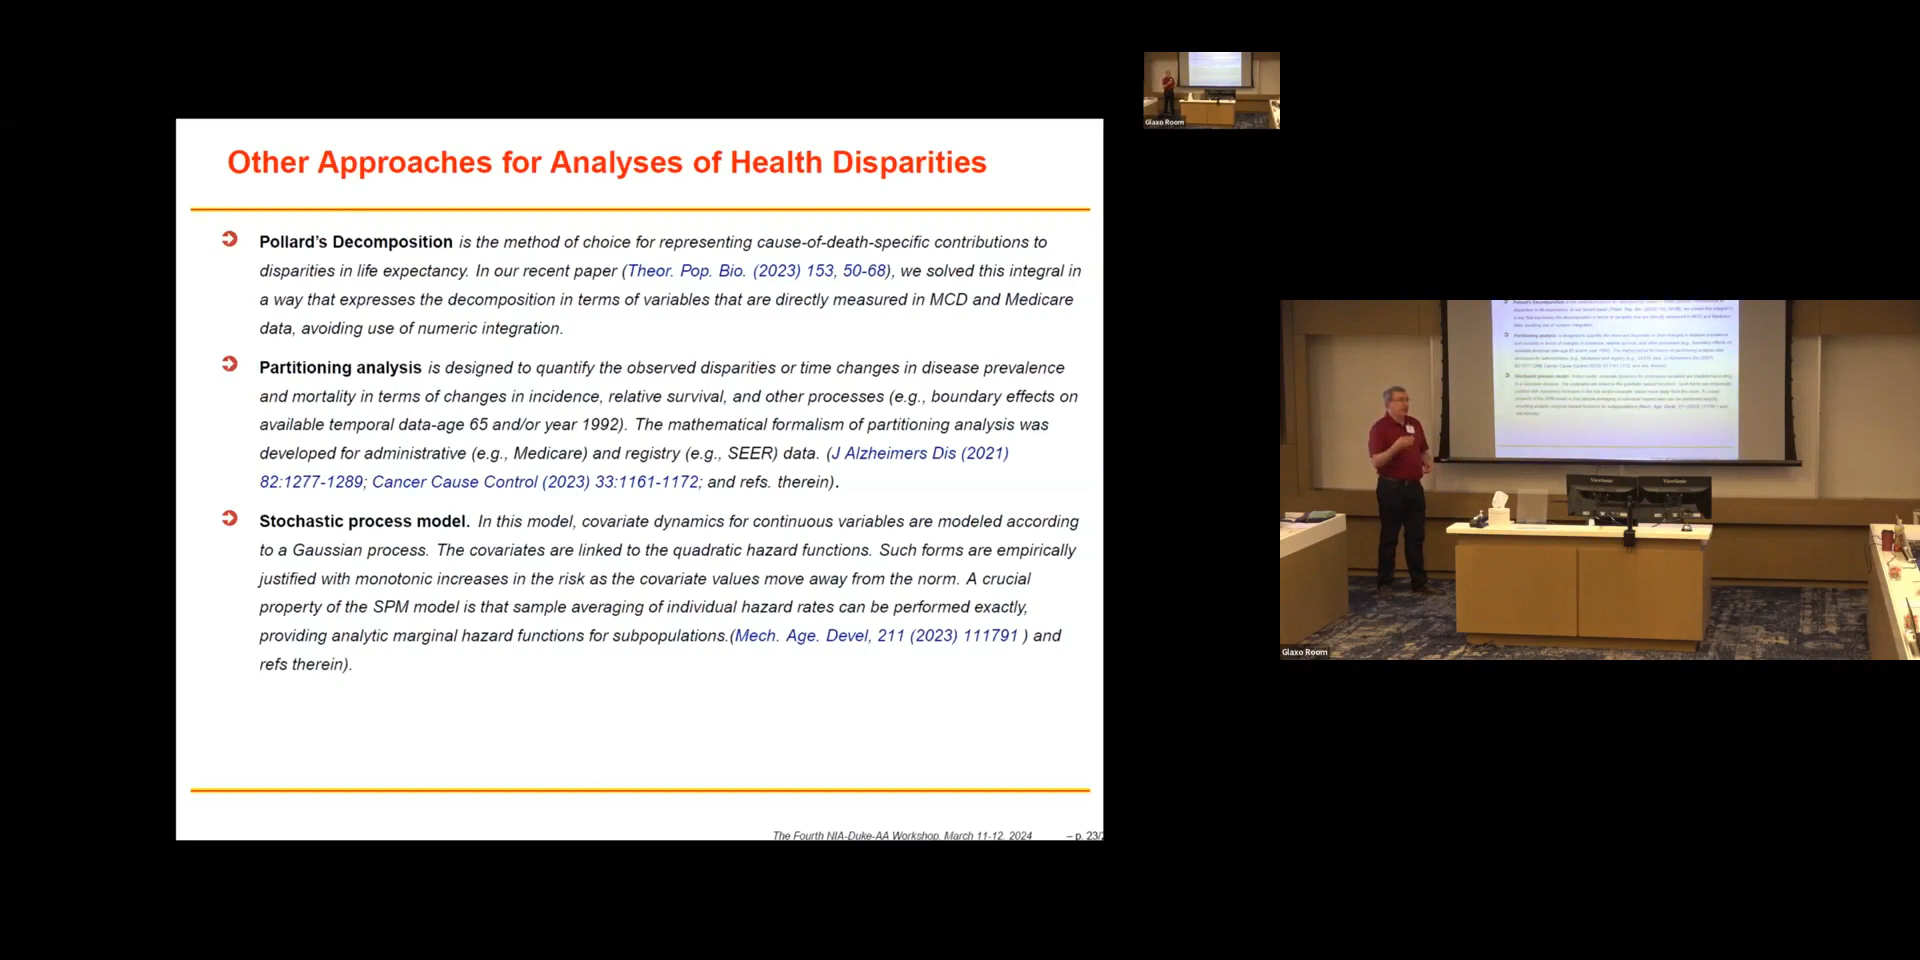 Other Approaches for Analyses of Health Disparities
Pollard's Decomposition is the method of choice for representing cause-of-death-specific contributions to
disparities in life expectancy. In our recent paper (Theor. Pop. Bio. (2023) 153, 50-68), we solved this integral in
a way that expresses the decomposition in terms of variables that are directly measured in MCD and Medicare
data, avoiding use of numeric integration.
Partitioning analysis is designed to quantify the observed disparities or time changes in disease prevalence
and mortality in terms of changes in incidence, relative survival, and other processes (e.g., boundary effects on
available temporal data-age 65 and/or year 1992). The mathematical formalism of partitioning analysis was
developed for administrative (e.g., Medicare) and registry (e.g., SEER) data. (J Alzheimers Dis (2021)
82:1277-1289; Cancer Cause Control (2023) 33:1161-1172; and refs. therein).
Stochastic process model. In this model, covariate dynamics for continuous variables are modeled according
to a Gaussian process. The covariates are linked to the quadratic hazard functions. Such forms are empirically
justified with monotonic increases in the risk as the covariate values move away from the norm. A crucial
property of the SPM model is that sample averaging of individual hazard rates can be performed exactly,
providing analytic marginal hazard functions for subpopulations.(Mech. Age. Devel, 211 (2023) 111791 ) and
refs therein).
The Fourth NIA-Duke-AA Workshop, March 11-12, 2024 – p. 23/
Glaxo Room
ViewSonic ViewSonic
Glaxo Room